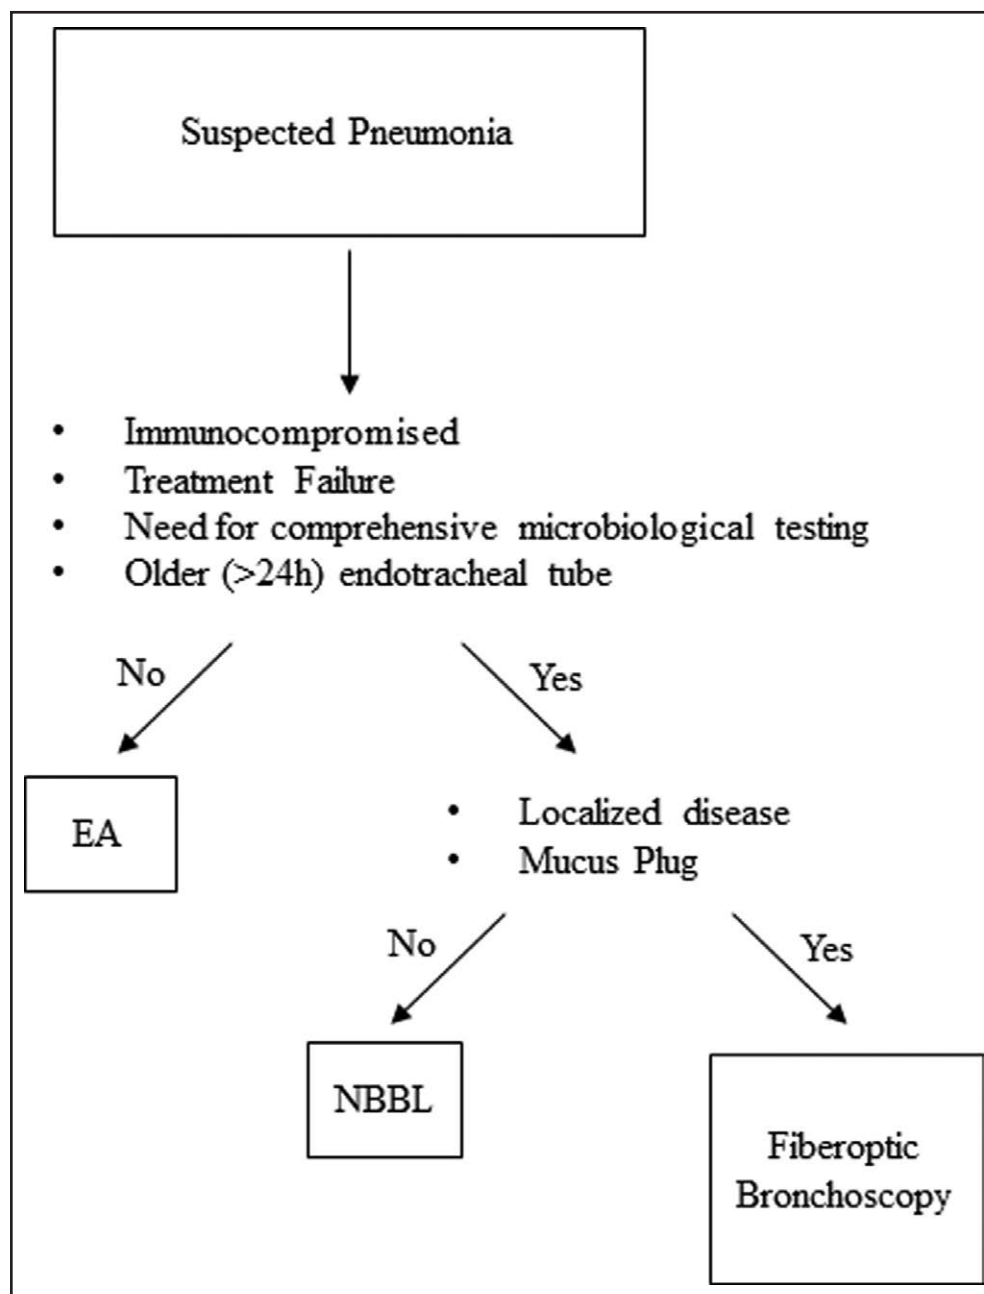 Suspected Pneumonia
• Immunocompromised
• Treatment Failure
• Need for comprehensive microbiological testing
• Older (>24h) endotracheal tube
No
Yes
EA
• Localized disease
• Mucus Plug
No
Yes
NBBL
Fiberoptic
Bronchoscopy